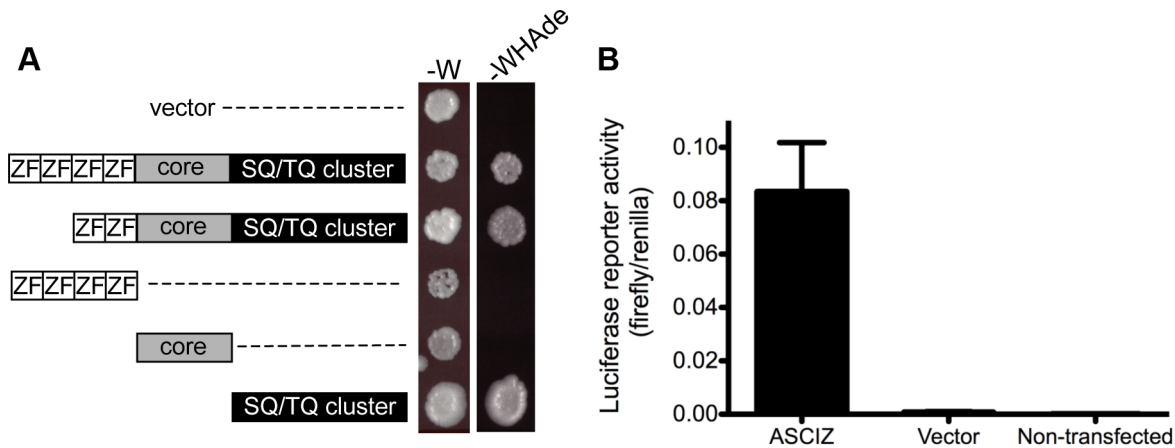 A
-W
-WHAde
vector
ZF ZF ZF ZF core SQ/TQ cluster
ZF ZF core SQ/TQ cluster
ZF ZF ZF ZF
core
SQ/TQ cluster
B
Luciferase reporter activity
(firefly/renilla)
0.10
0.08
0.06
0.04
0.02
0.00
ASCIZ Vector Non-transfected